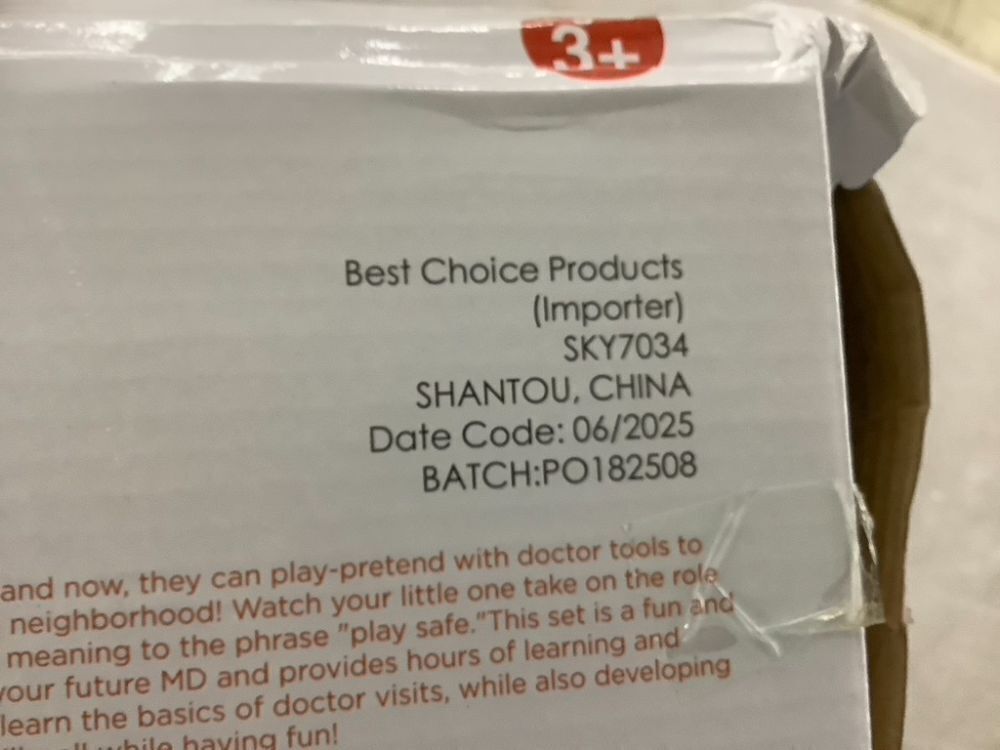 3+
Best Choice Products
(Importer)
SKY7034
SHANTOU, CHINA
Date Code: 06/2025
BATCH:PO182508
and now, they can play-pretend with doctor tools to
neighborhood! Watch your little one take on the role
meaning to the phrase "play safe."This set is a fun and
your future MD and provides hours of learning and
learn the basics of doctor visits, while also developing
all while having fun!